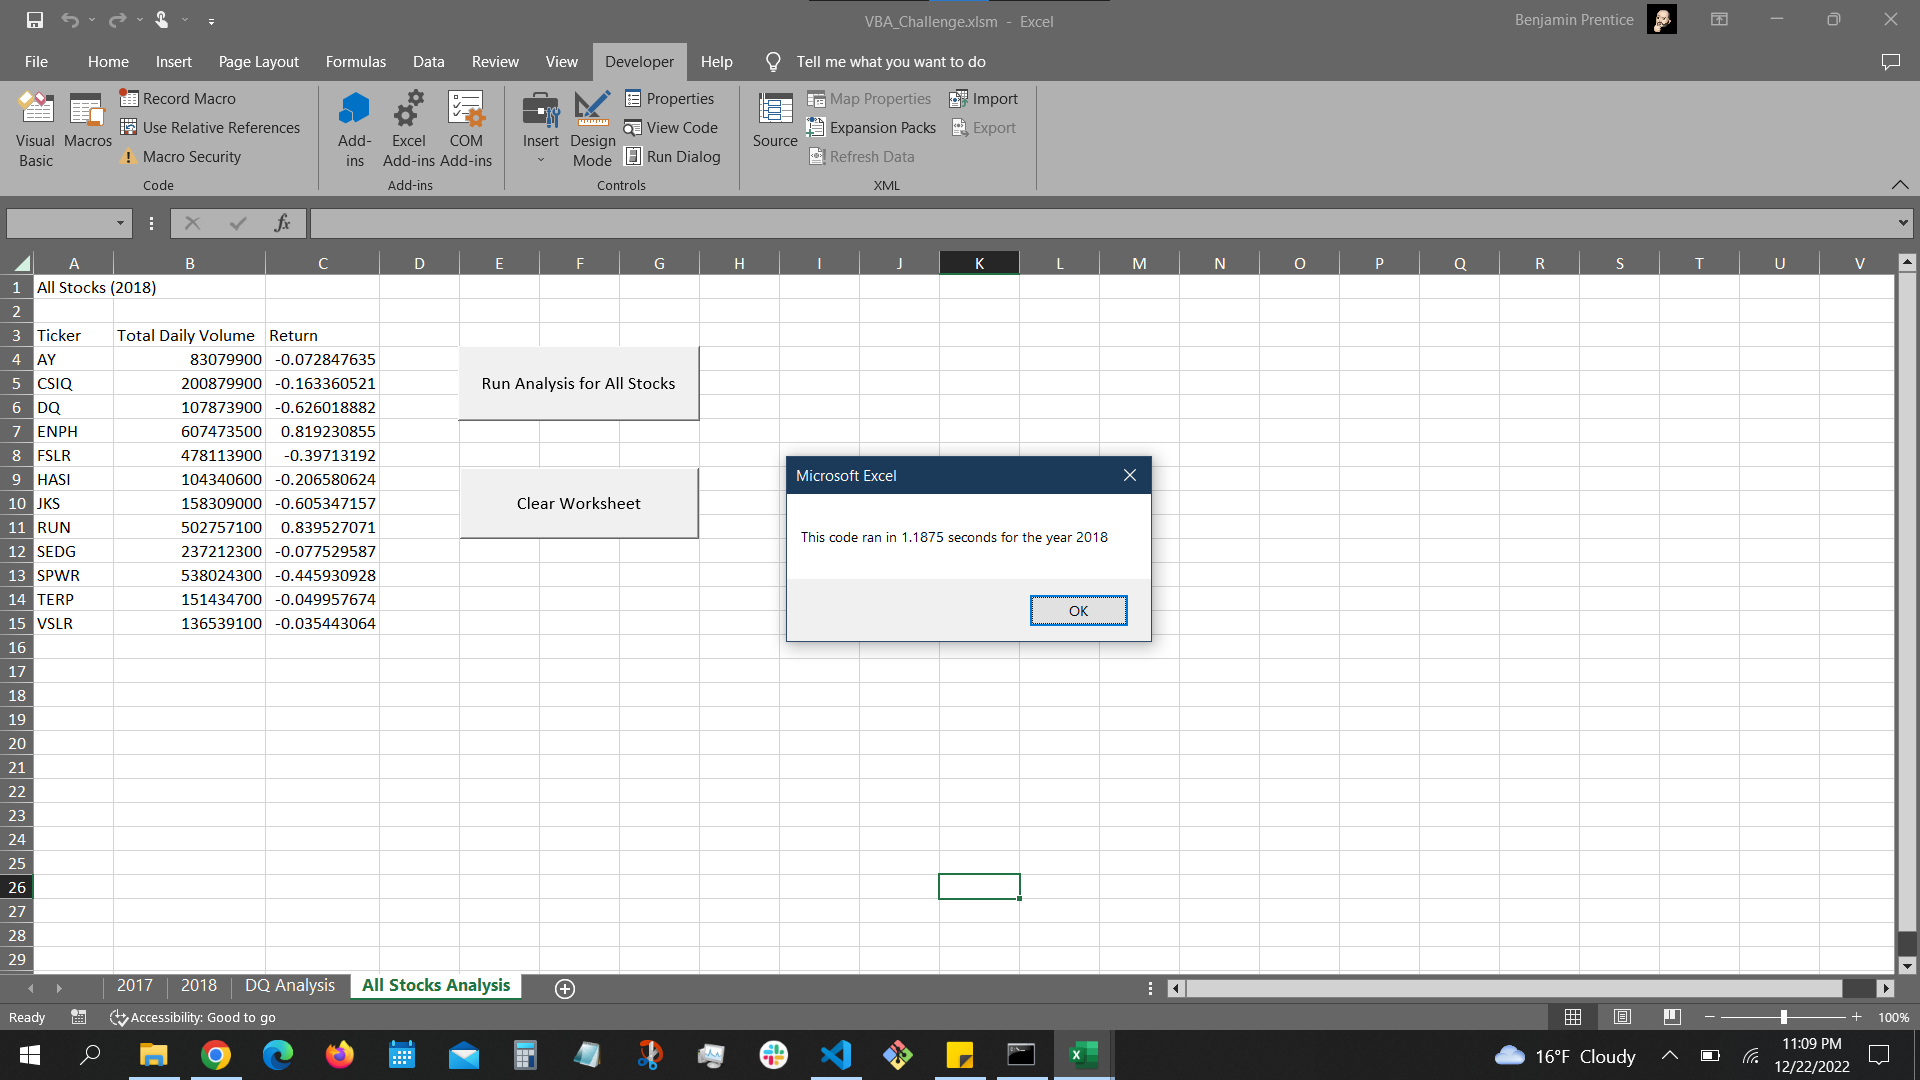 VBA_Challenge.xlsm - Excel
Benjamin Prentice
File Home Insert Page Layout Formulas Data Review View Developer Help Tell me what you want to do
Visual Basic
Macros
Record Macro
Use Relative References
Macro Security
Code
Add-ins
Excel Add-ins
COM Add-ins
Add-ins
Insert
Design Mode
Properties
View Code
Run Dialog
Controls
Source
Map Properties
Expansion Packs
Refresh Data
Import
Export
XML
fx
A B C D E F G H I J K L M N O P Q R S T U V
1 All Stocks (2018)
2
3 Ticker Total Daily Volume Return
4 AY 83079900 -0.072847635
5 CSIQ 200879900 -0.163360521
6 DQ 107873900 -0.626018882
7 ENPH 607473500 0.819230855
8 FSLR 478113900 -0.39713192
9 HASI 104340600 -0.206580624
10 JKS 158309000 -0.605347157
11 RUN 502757100 0.839527071
12 SEDG 237212300 -0.077529587
13 SPWR 538024300 -0.445930928
14 TERP 151434700 -0.049957674
15 VSLR 136539100 -0.035443064
16
17
18
19
20
21
22
23
24
25
26
27
28
29
Run Analysis for All Stocks
Clear Worksheet
Microsoft Excel
This code ran in 1.1875 seconds for the year 2018
OK
2017 2018 DQ Analysis All Stocks Analysis
Ready Accessibility: Good to go 100%
16°F Cloudy
11:09 PM
12/22/2022